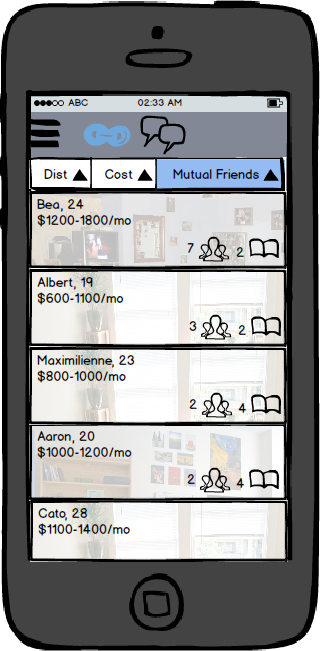 ABC 02:33 AM
Dist Cost Mutual Friends
Bea, 24
$1200-1800/mo
7 2
Albert, 19
$600-1100/mo
3 2
Maximilienne, 23
$800-1000/mo
2 4
Aaron, 20
$1000-1200/mo
2 4
Cato, 28
$1100-1400/mo